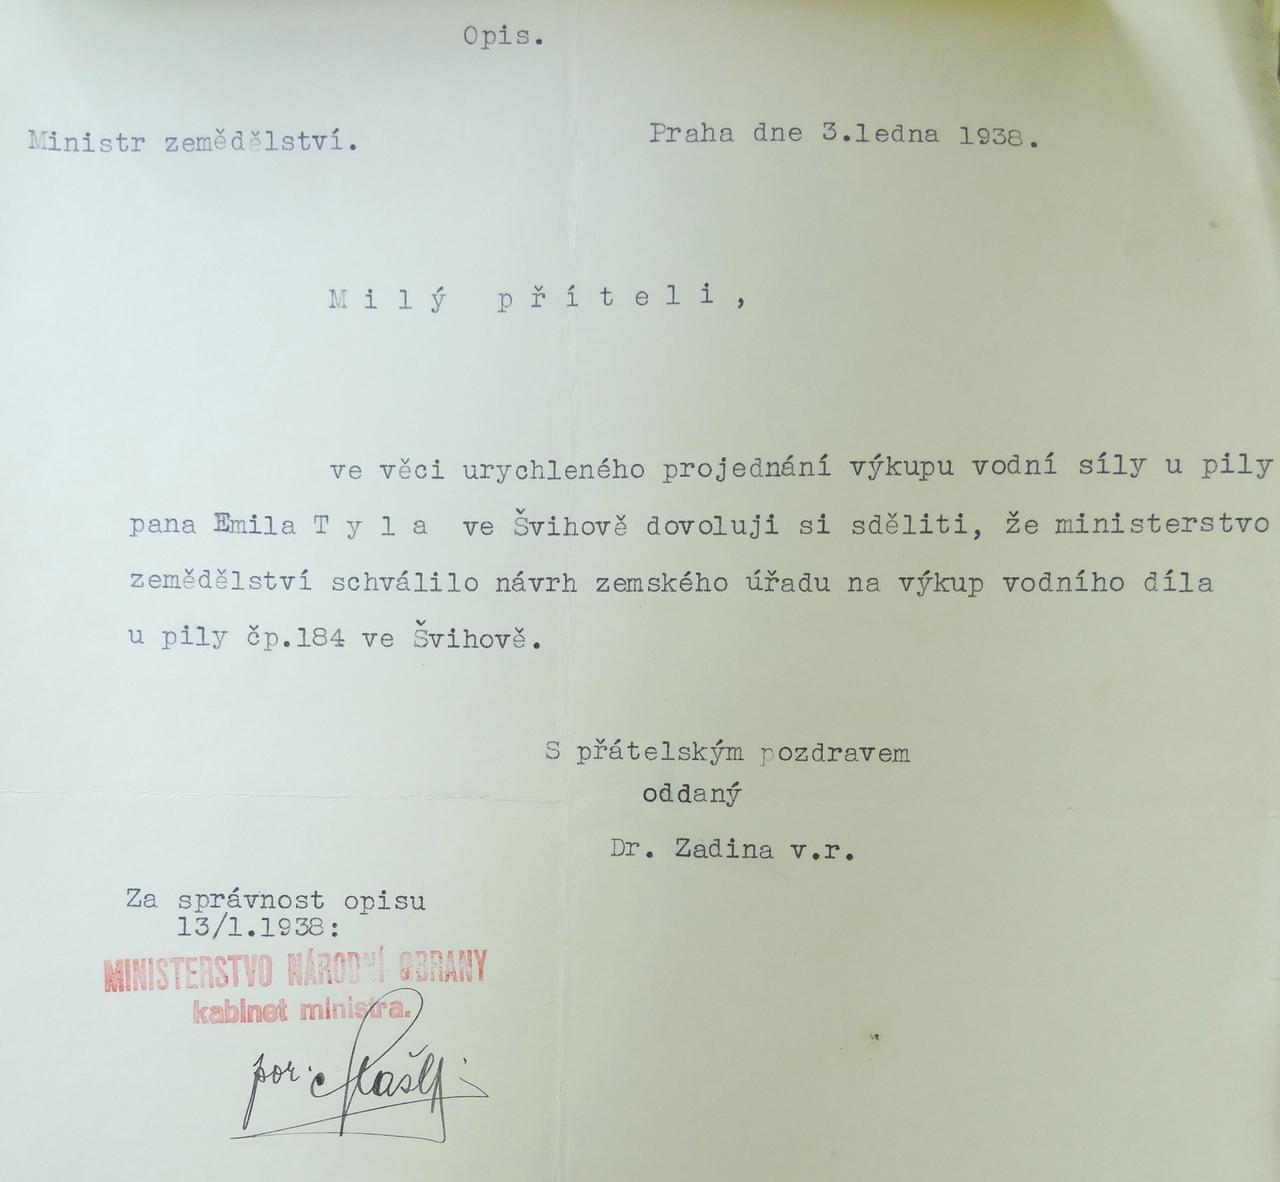 Opis.
Ministr zemědělství.
Praha dne 3.ledna 1938.
Milý příteli,
ve věci urychleného projednání výkupu vodní síly u pily
pana Emila Tyla ve Švihově dovoluji si sděliti, že ministerstvo
zemědělství schválilo návrh zemského úřadu na výkup vodního díla
u pily čp.184 ve Švihově.
S přátelským pozdravem
oddaný
Dr. Zadina v.r.
Za správnost opisu
13/1.1938:
MINISTERSTVO NÁRODNÍ OBRANY
kabinet ministra.
por.